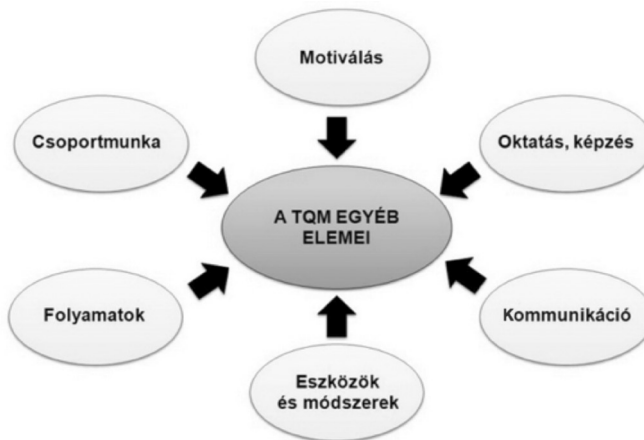 Motiválás
Csoportmunka
Oktatás, képzés
A TQM EGYÉB
ELEMEI
Folyamatok
Kommunikáció
Eszközök
és módszerek